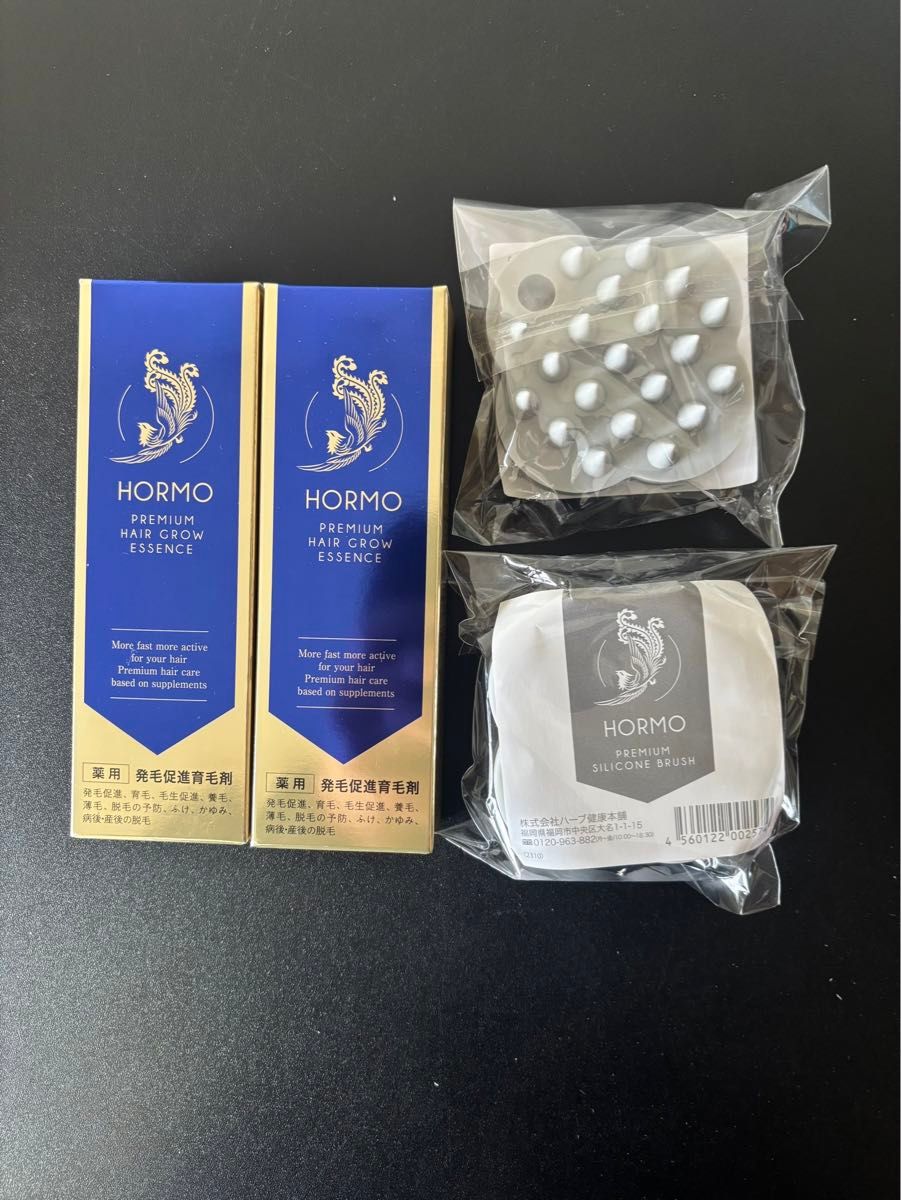 HORMO
PREMIUM
HAIR GROW
ESSENCE
More fast more active
for your hair
Premium hair care
based on supplements
薬用 発毛促進育毛剤
発毛促進、育毛、毛生促進、養毛、
薄毛、脱毛の予防、ふけ、かゆみ、
病後・産後の脱毛
HORMO
PREMIUM
HAIR GROW
ESSENCE
More fast more active
for your hair
Premium hair care
based on supplements
薬用 発毛促進育毛剤
発毛促進、育毛、毛生促進、養毛、
薄毛、脱毛の予防、ふけ、かゆみ、
病後・産後の脱毛
HORMO
PREMIUM
SILICONE BRUSH
株式会社ハーブ健康本舗
福岡県福岡市中央区大名1-1-15
0120-963-882(月〜金/10:00〜18:30)
(2310)
4 560122 0025